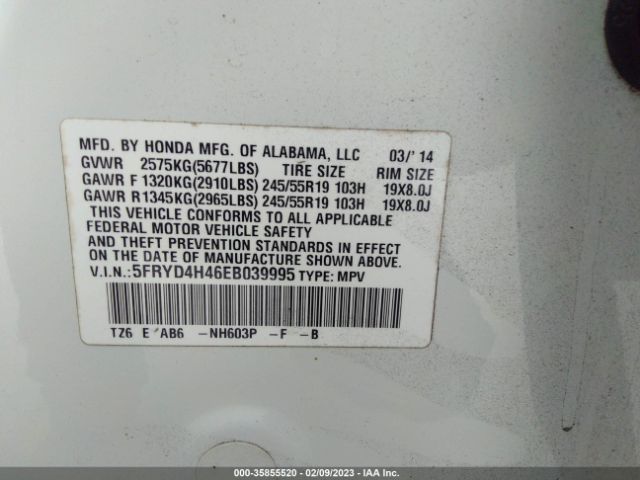 MFD. BY HONDA MFG. OF ALABAMA, LLC 03/'14
GVWR 2575KG(5677LBS) TIRE SIZE RIM SIZE
GAWR F 1320KG(2910LBS) 245/55R19 103H 19X8.0J
GAWR R 1345KG(2965LBS) 245/55R19 103H 19X8.0J
THIS VEHICLE CONFORMS TO ALL APPLICABLE
FEDERAL MOTOR VEHICLE SAFETY
AND THEFT PREVENTION STANDARDS IN EFFECT
ON THE DATE OF MANUFACTURE SHOWN ABOVE.
V.I.N.: 5FRYD4H46EB039995 TYPE: MPV
TZ6 E AB6 -NH603P -F -B
000-35855520 - 02/09/2023 - IAAI.COM